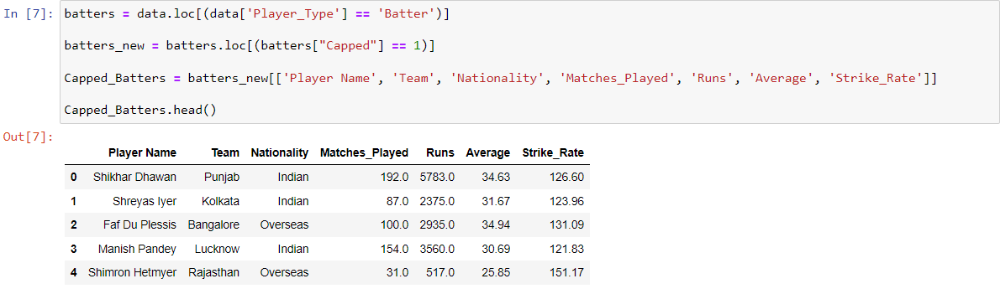 In [7]: batters = data.loc[(data['Player_Type'] == 'Batter')]
batters_new = batters.loc[(batters["Capped"] == 1)]
Capped_Batters = batters_new[['Player Name', 'Team', 'Nationality', 'Matches_Played', 'Runs', 'Average', 'Strike_Rate']]
Capped_Batters.head()
Out[7]:
Player Name Team Nationality Matches_Played Runs Average Strike_Rate
0 Shikhar Dhawan Punjab Indian 192.0 5783.0 34.63 126.60
1 Shreyas Iyer Kolkata Indian 87.0 2375.0 31.67 123.96
2 Faf Du Plessis Bangalore Overseas 100.0 2935.0 34.94 131.09
3 Manish Pandey Lucknow Indian 154.0 3560.0 30.69 121.83
4 Shimron Hetmyer Rajasthan Overseas 31.0 517.0 25.85 151.17